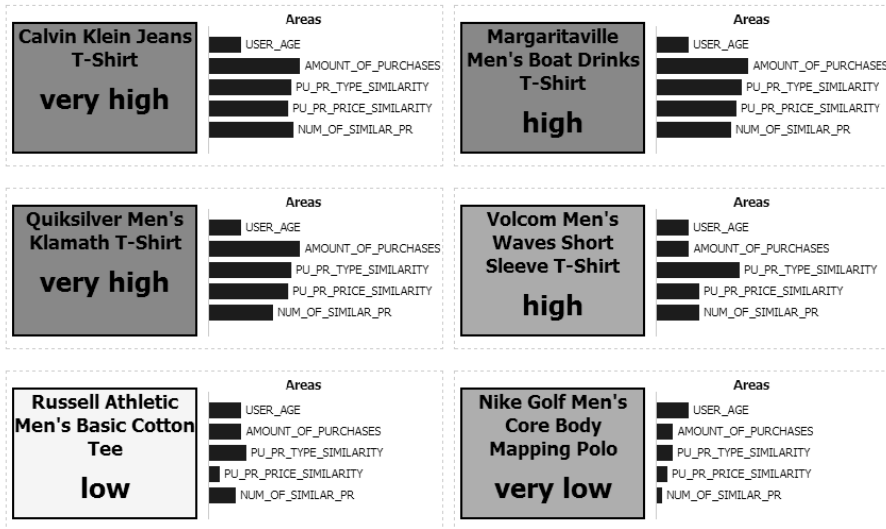 Calvin Klein Jeans
T-Shirt
very high
Areas
USER_AGE
AMOUNT_OF_PURCHASES
PU_PR_TYPE_SIMILARITY
PU_PR_PRICE_SIMILARITY
NUM_OF_SIMILAR_PR
Margaritaville
Men's Boat Drinks
T-Shirt
high
Areas
USER_AGE
AMOUNT_OF_PURCHASES
PU_PR_TYPE_SIMILARITY
PU_PR_PRICE_SIMILARITY
NUM_OF_SIMILAR_PR
Quiksilver Men's
Klamath T-Shirt
very high
Areas
USER_AGE
AMOUNT_OF_PURCHASES
PU_PR_TYPE_SIMILARITY
PU_PR_PRICE_SIMILARITY
NUM_OF_SIMILAR_PR
Volcom Men's
Waves Short
Sleeve T-Shirt
high
Areas
USER_AGE
AMOUNT_OF_PURCHASES
PU_PR_TYPE_SIMILARITY
PU_PR_PRICE_SIMILARITY
NUM_OF_SIMILAR_PR
Russell Athletic
Men's Basic Cotton
Tee
low
Areas
USER_AGE
AMOUNT_OF_PURCHASES
PU_PR_TYPE_SIMILARITY
PU_PR_PRICE_SIMILARITY
NUM_OF_SIMILAR_PR
Nike Golf Men's
Core Body
Mapping Polo
very low
Areas
USER_AGE
AMOUNT_OF_PURCHASES
PU_PR_TYPE_SIMILARITY
PU_PR_PRICE_SIMILARITY
NUM_OF_SIMILAR_PR